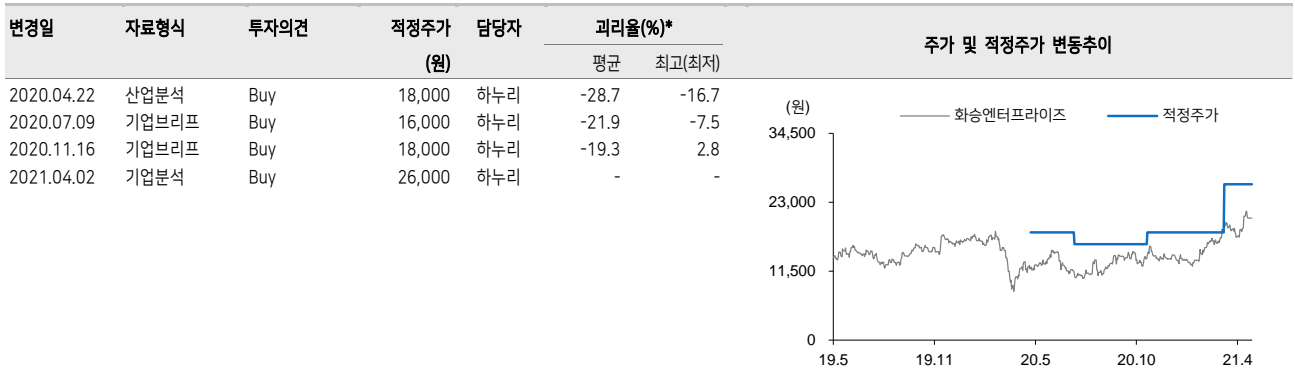 변경일 자료형식 투자의견 적정주가 담당자 괴리율(%)*
(원) 평균 최고(최저)
2020.04.22 산업분석 Buy 18,000 하누리 -28.7 -16.7
2020.07.09 기업브리프 Buy 16,000 하누리 -21.9 -7.5
2020.11.16 기업브리프 Buy 18,000 하누리 -19.3 2.8
2021.04.02 기업분석 Buy 26,000 하누리 - -
주가 및 적정주가 변동추이
(원)
화승엔터프라이즈 적정주가
34,500
23,000
11,500
0
19.5 19.11 20.5 20.10 21.4